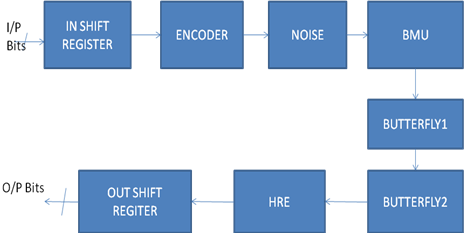 I/P
Bits
IN SHIFT
REGISTER
ENCODER
NOISE
BMU
BUTTERFLY1
BUTTERFLY2
HRE
OUT SHIFT
REGITER
O/P Bits